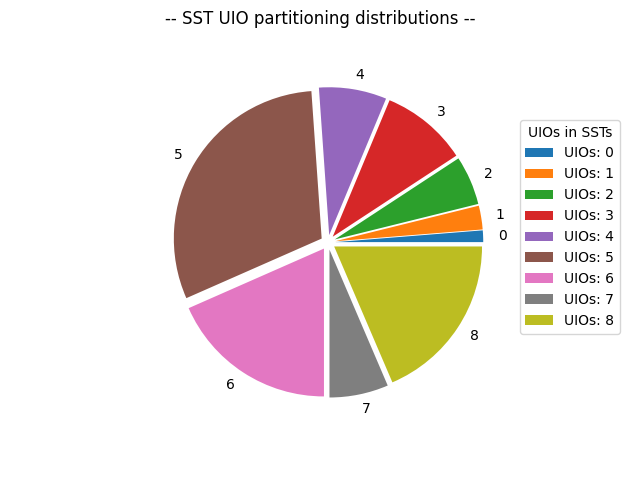 -- SST UIO partitioning distributions --
4
3
5
2
1
0
6
7
8
UIOs in SSTs
UIOs: 0
UIOs: 1
UIOs: 2
UIOs: 3
UIOs: 4
UIOs: 5
UIOs: 6
UIOs: 7
UIOs: 8